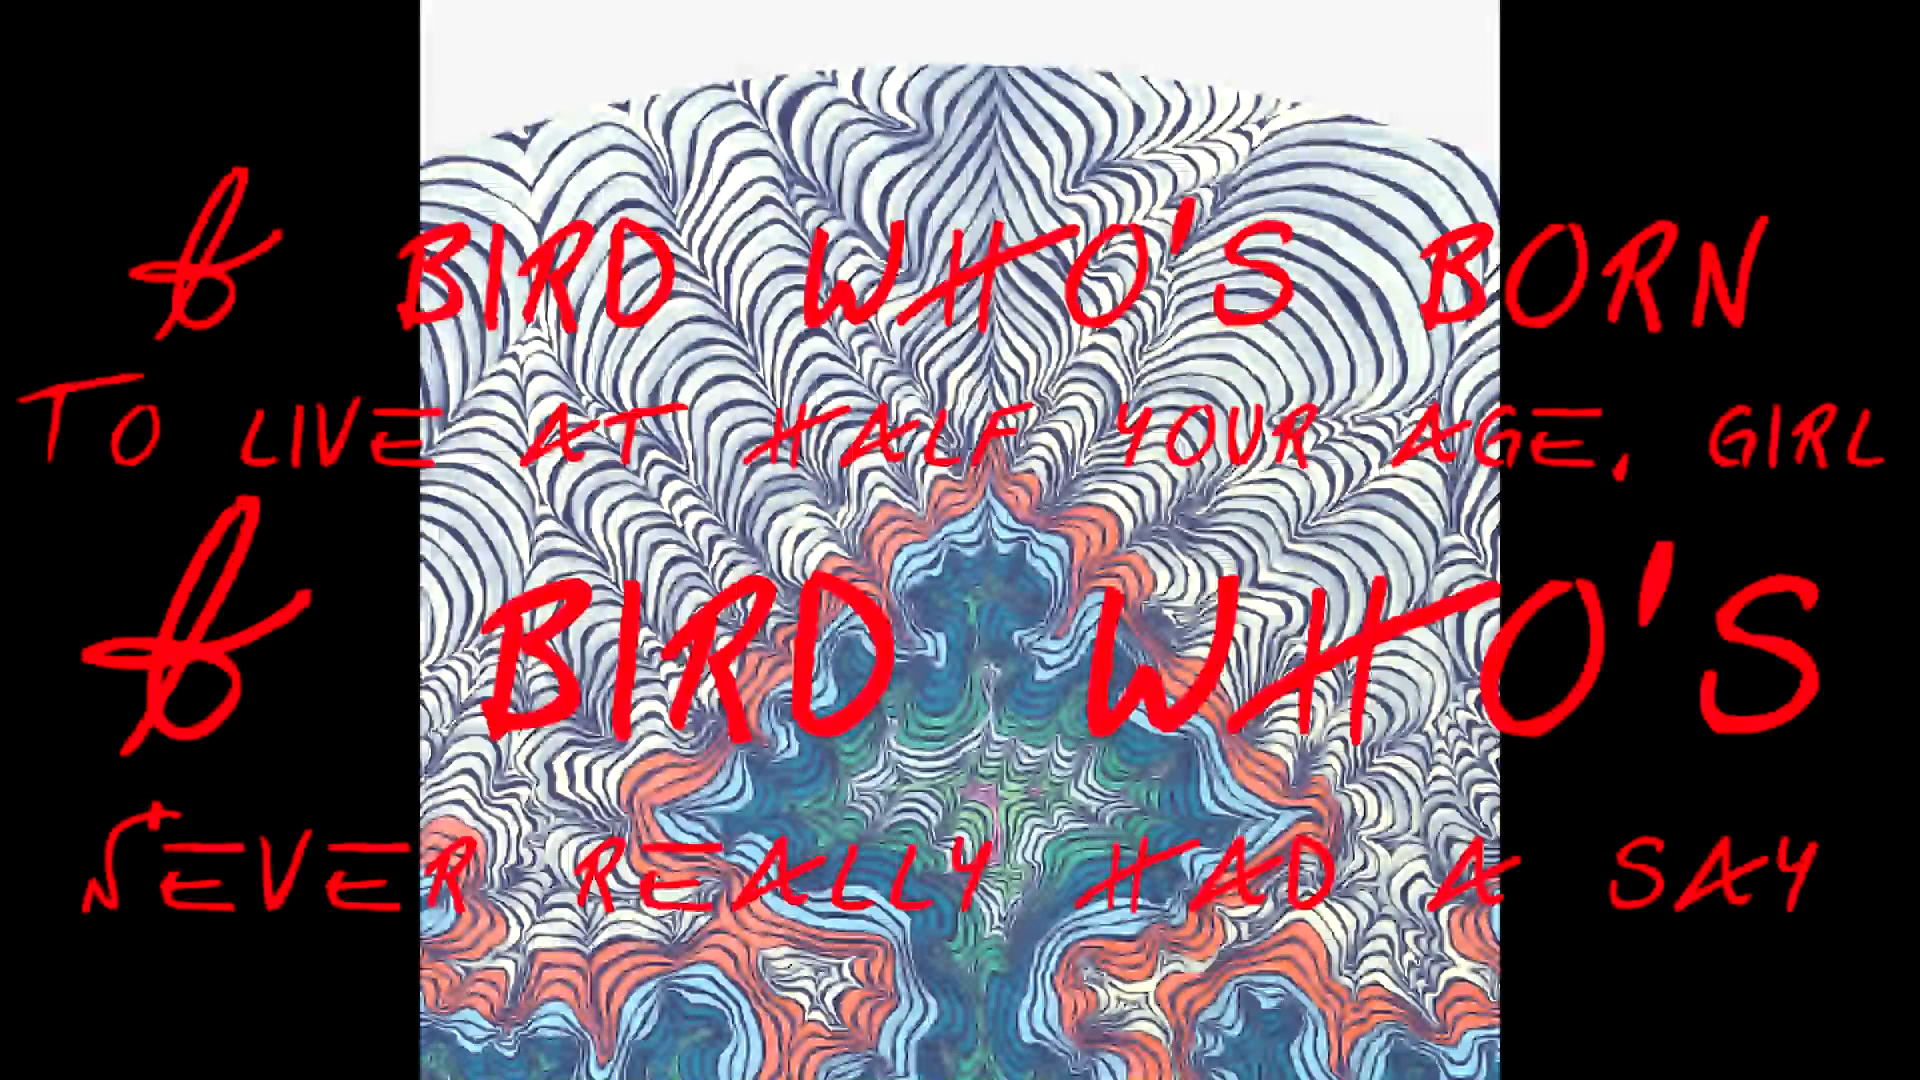 A BIRD WHO'S BORN
TO LIVE AT HALF YOUR AGE, GIRL
A BIRD WHO'S
NEVER REALLY HAD A SAY